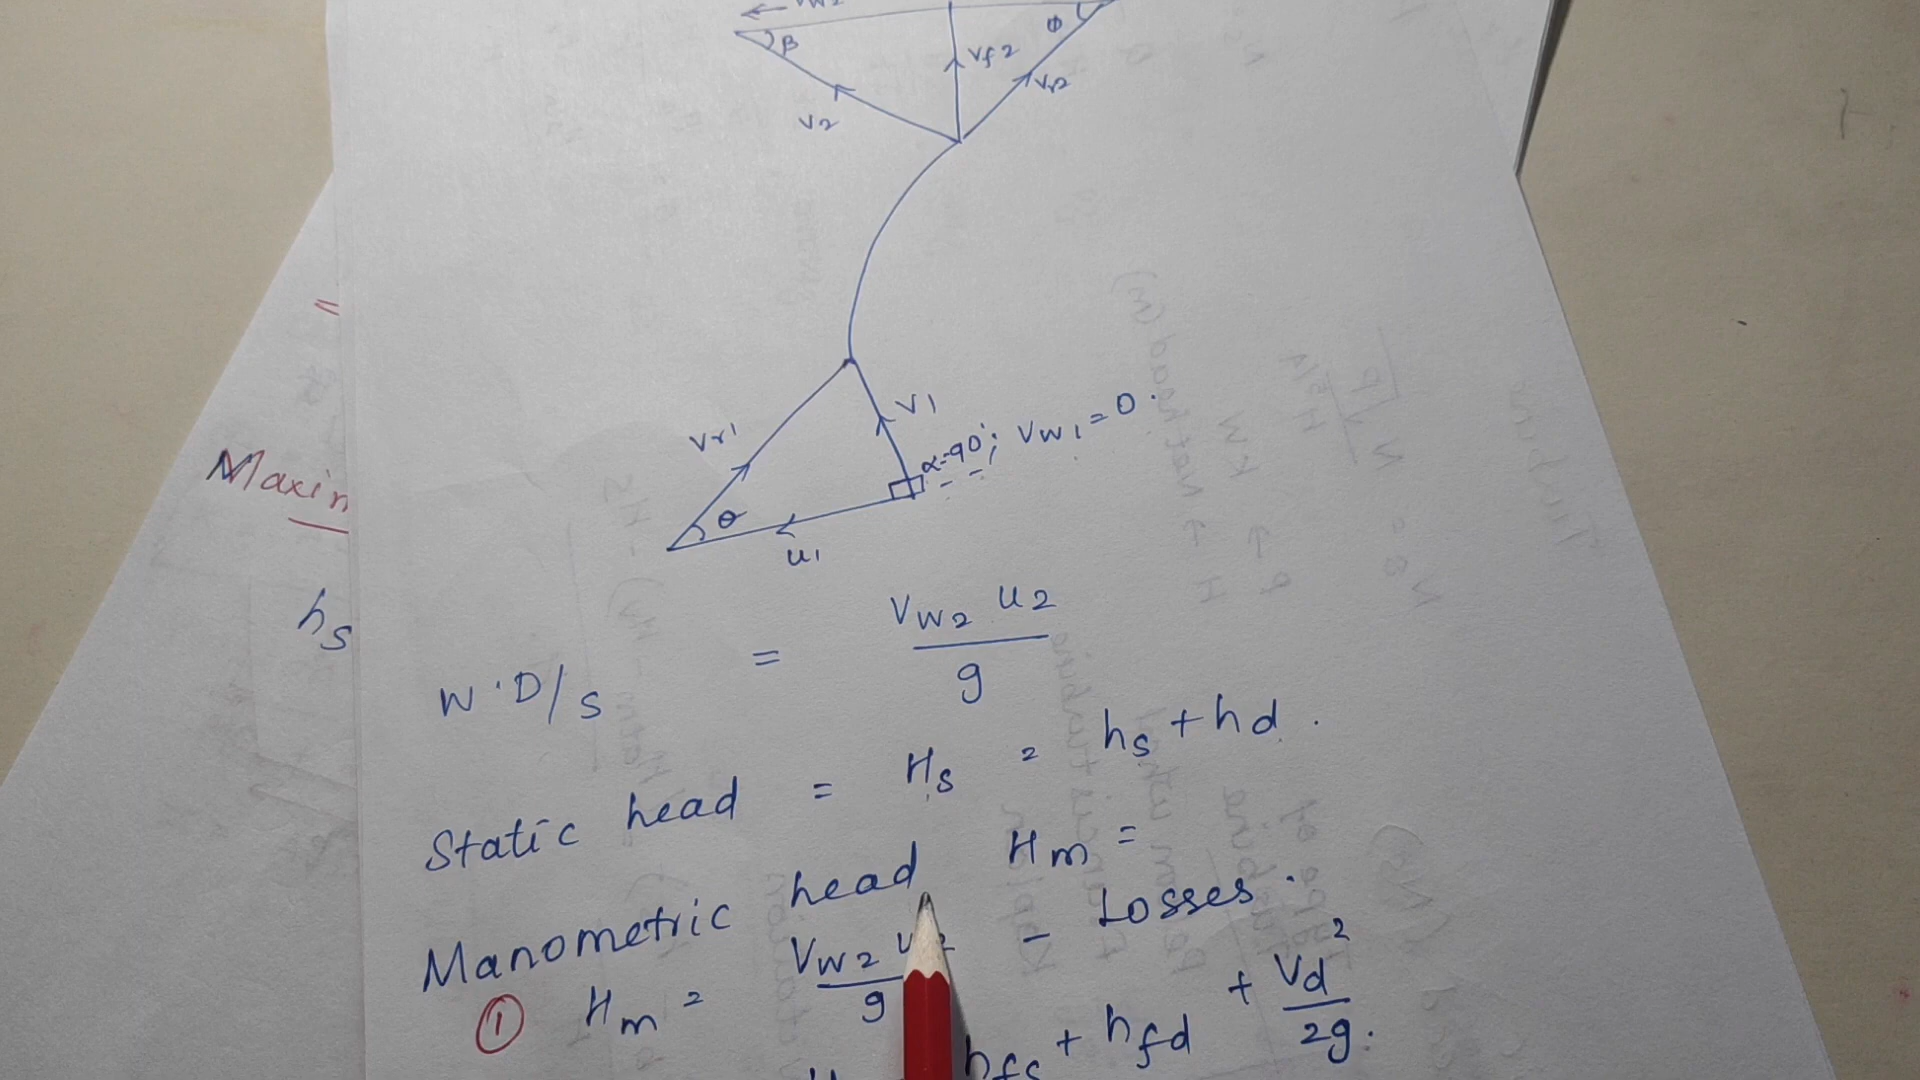 β
Vf2
Φ
Vr2
V2
V1
Vr1
α=90°; Vw1 = 0.
θ
u1
Maxim
hs
W.D/s = Vw2 u2 / g
Static head = Hs = hs + hd.
Manometric head Hm =
① Hm = Vw2 u2 / g - Losses.
hfs + hfd + Vd² / 2g.